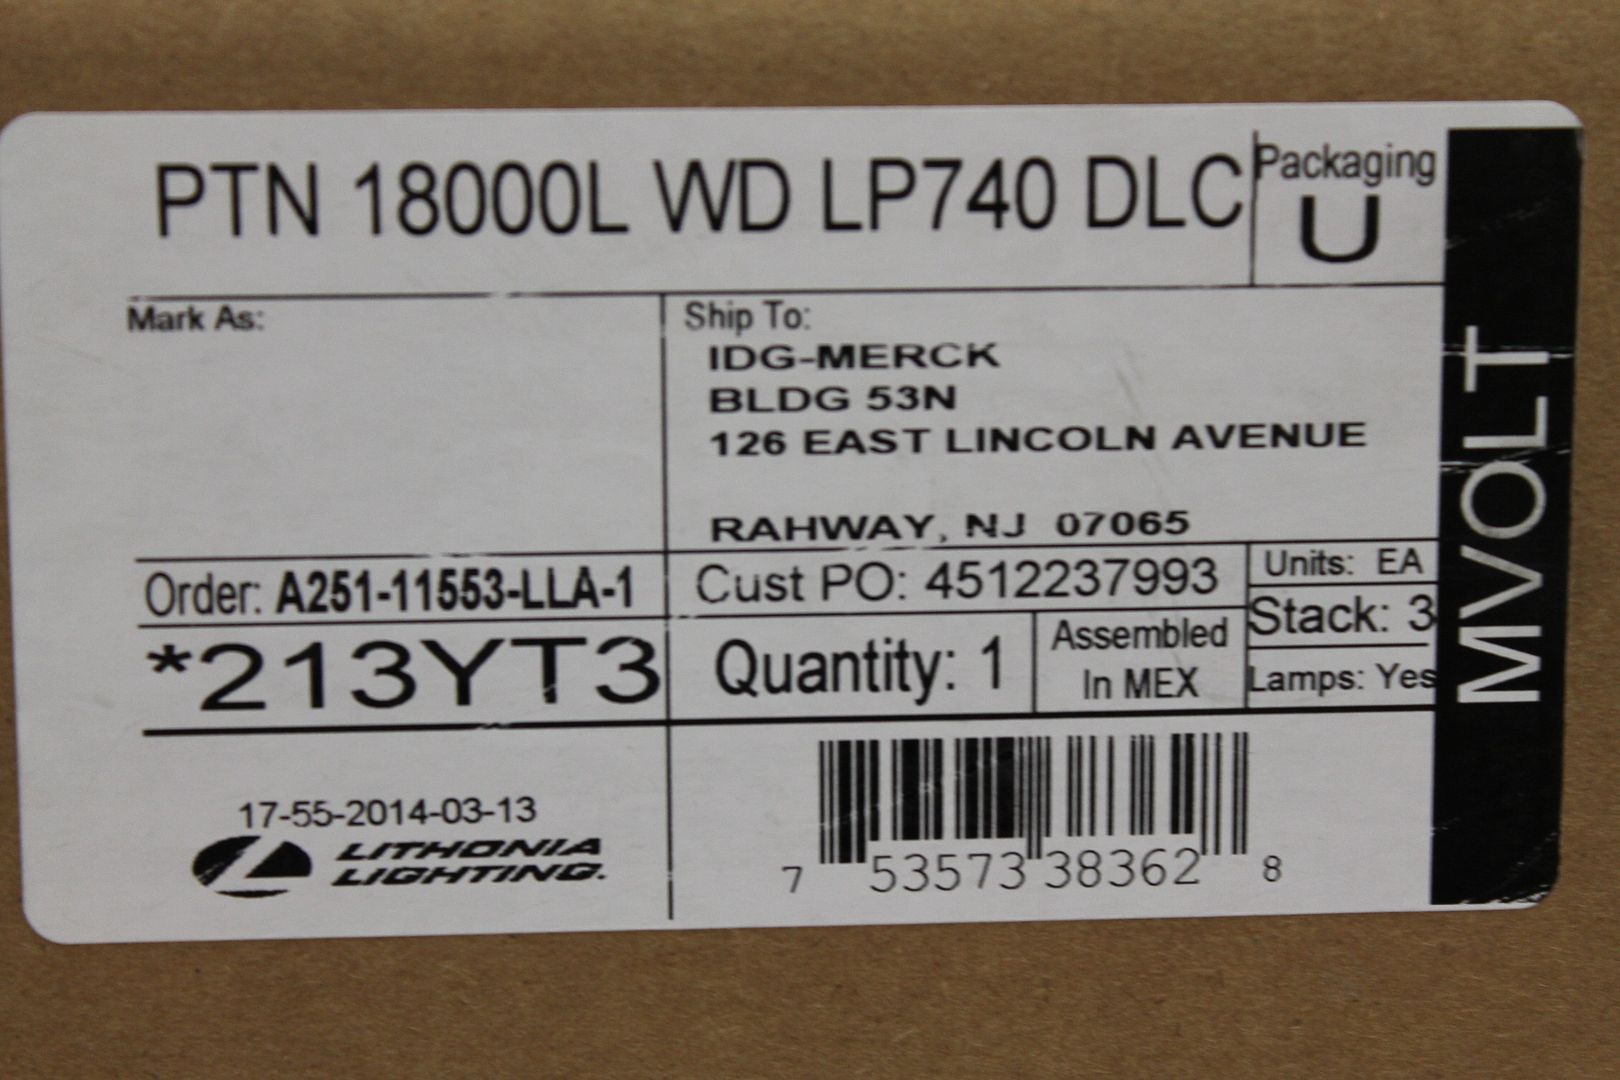 PTN 18000L WD LP740 DLC
Packaging
U
MVOLT
Mark As:
Ship To:
IDG-MERCK
BLDG 53N
126 EAST LINCOLN AVENUE
RAHWAY, NJ 07065
Order: A251-11553-LLA-1
Cust PO: 4512237993
Units: EA
Stack: 3
Lamps: Yes
*213YT3
Quantity: 1
Assembled
In MEX
17-55-2014-03-13
LITHONIA
LIGHTING.
7 53573 38362 8